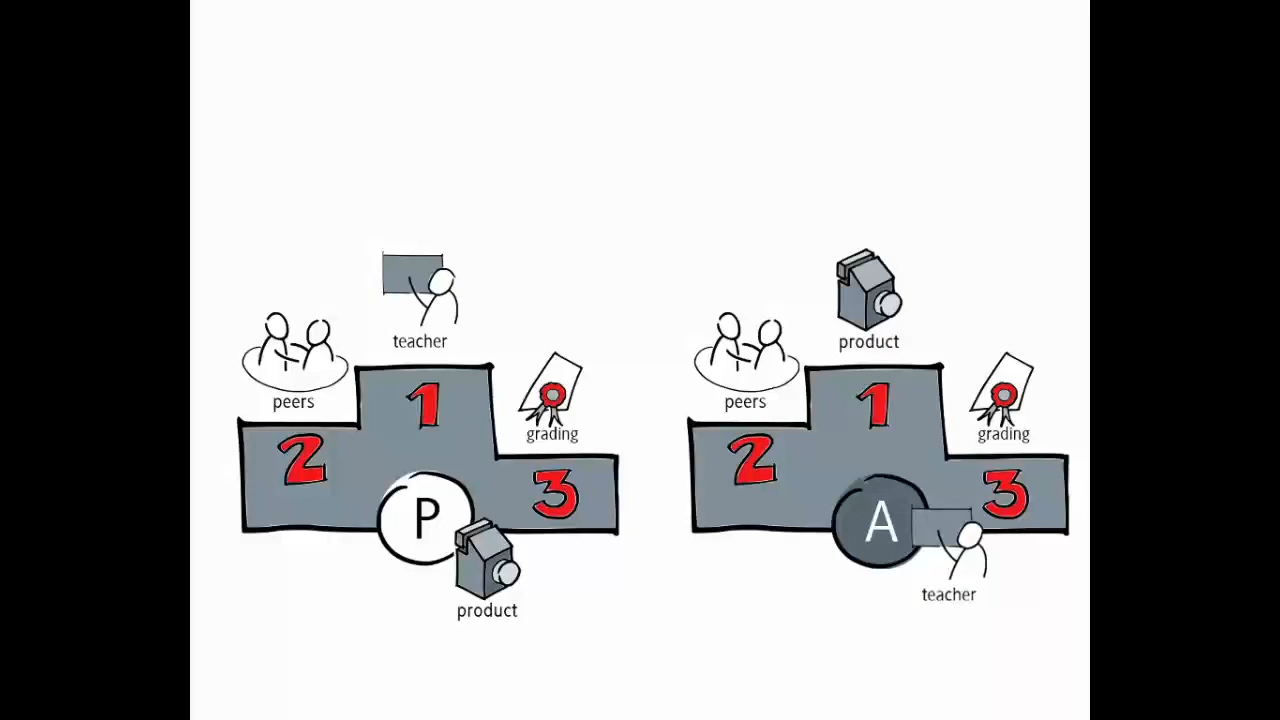 teacher
peers
1
grading
2
3
P
product
product
peers
1
grading
2
3
A
teacher